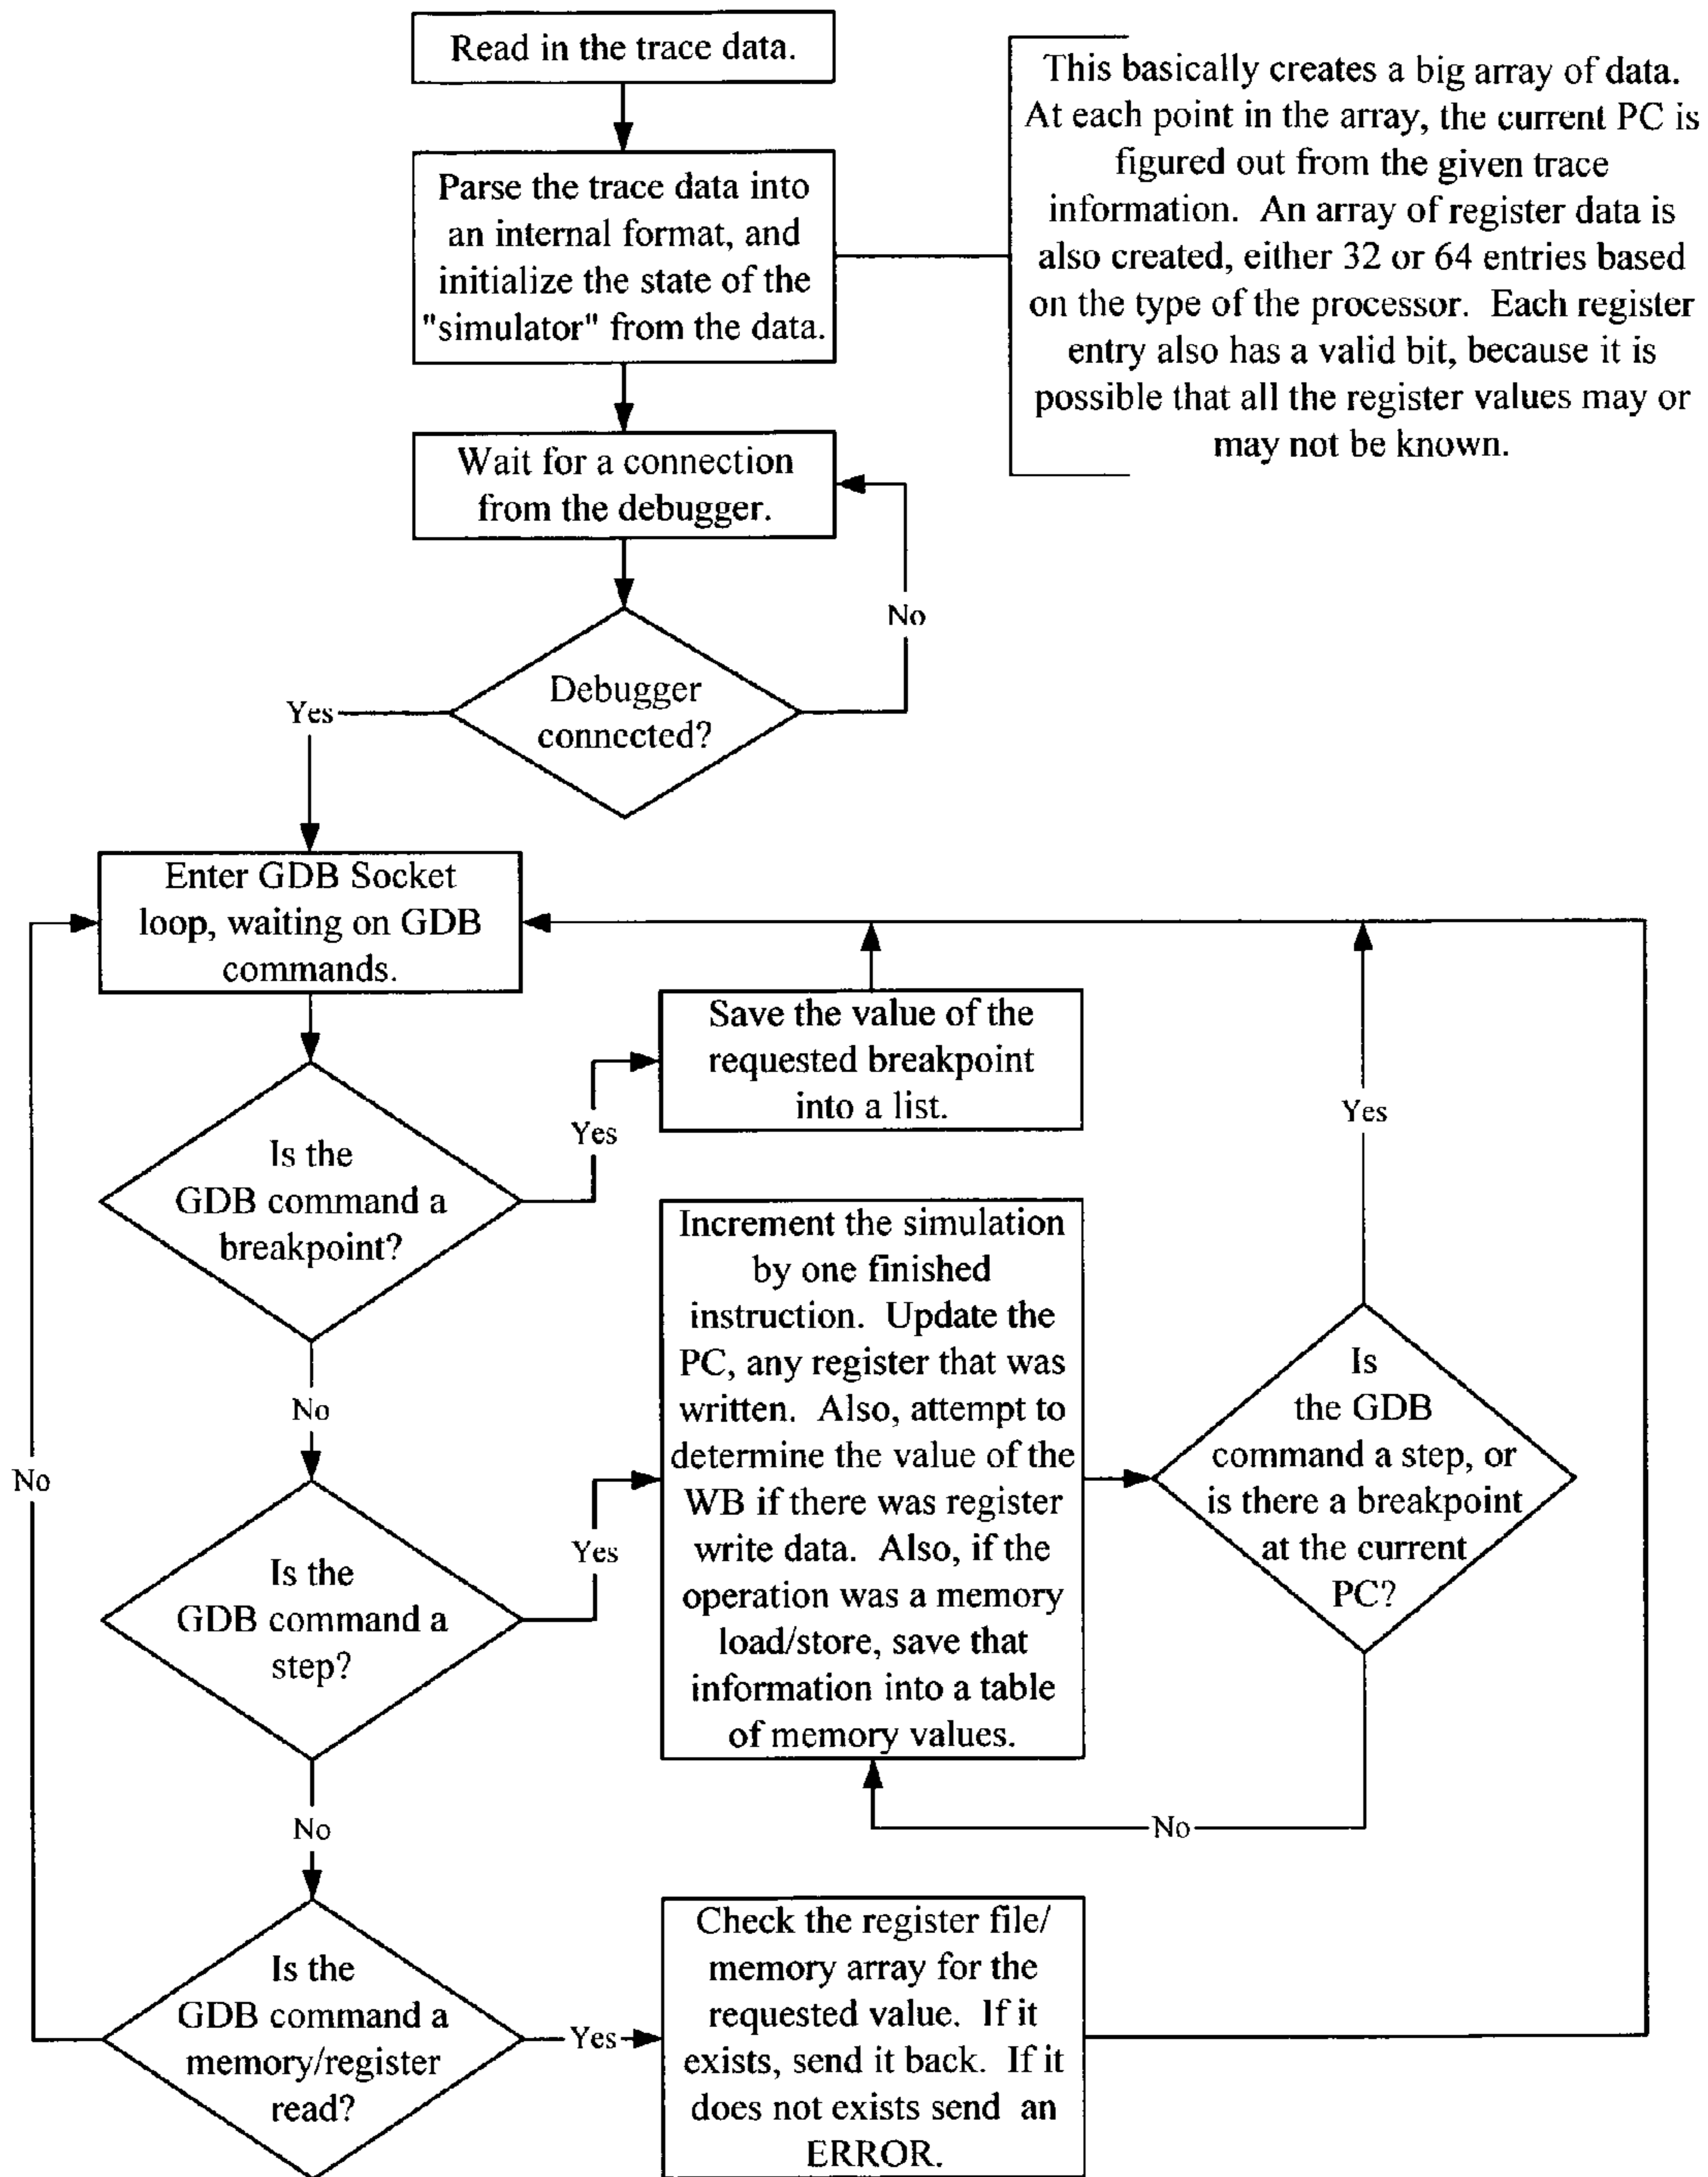 Read in the trace data.
This basically creates a big array of data.
At each point in the array, the current PC is
figured out from the given trace
information. An array of register data is
also created, either 32 or 64 entries based
on the type of the processor. Each register
entry also has a valid bit, because it is
possible that all the register values may or
may not be known.
Parse the trace data into
an internal format, and
initialize the state of the
"simulator" from the data.
Wait for a connection
from the debugger.
No
Debugger
connected?
Yes
Enter GDB Socket
loop, waiting on GDB
commands.
Save the value of the
requested breakpoint
into a list.
Yes
Is the
GDB command a
breakpoint?
Yes
No
Increment the simulation
by one finished
instruction. Update the
PC, any register that was
written. Also, attempt to
determine the value of the
WB if there was register
write data. Also, if the
operation was a memory
load/store, save that
information into a table
of memory values.
Is
the GDB
command a step, or
is there a breakpoint
at the current
PC?
No
Is the
GDB command a
step?
Yes
No
No
Is the
GDB command a
memory/register
read?
Yes
Check the register file/
memory array for the
requested value. If it
exists, send it back. If it
does not exists send an
ERROR.